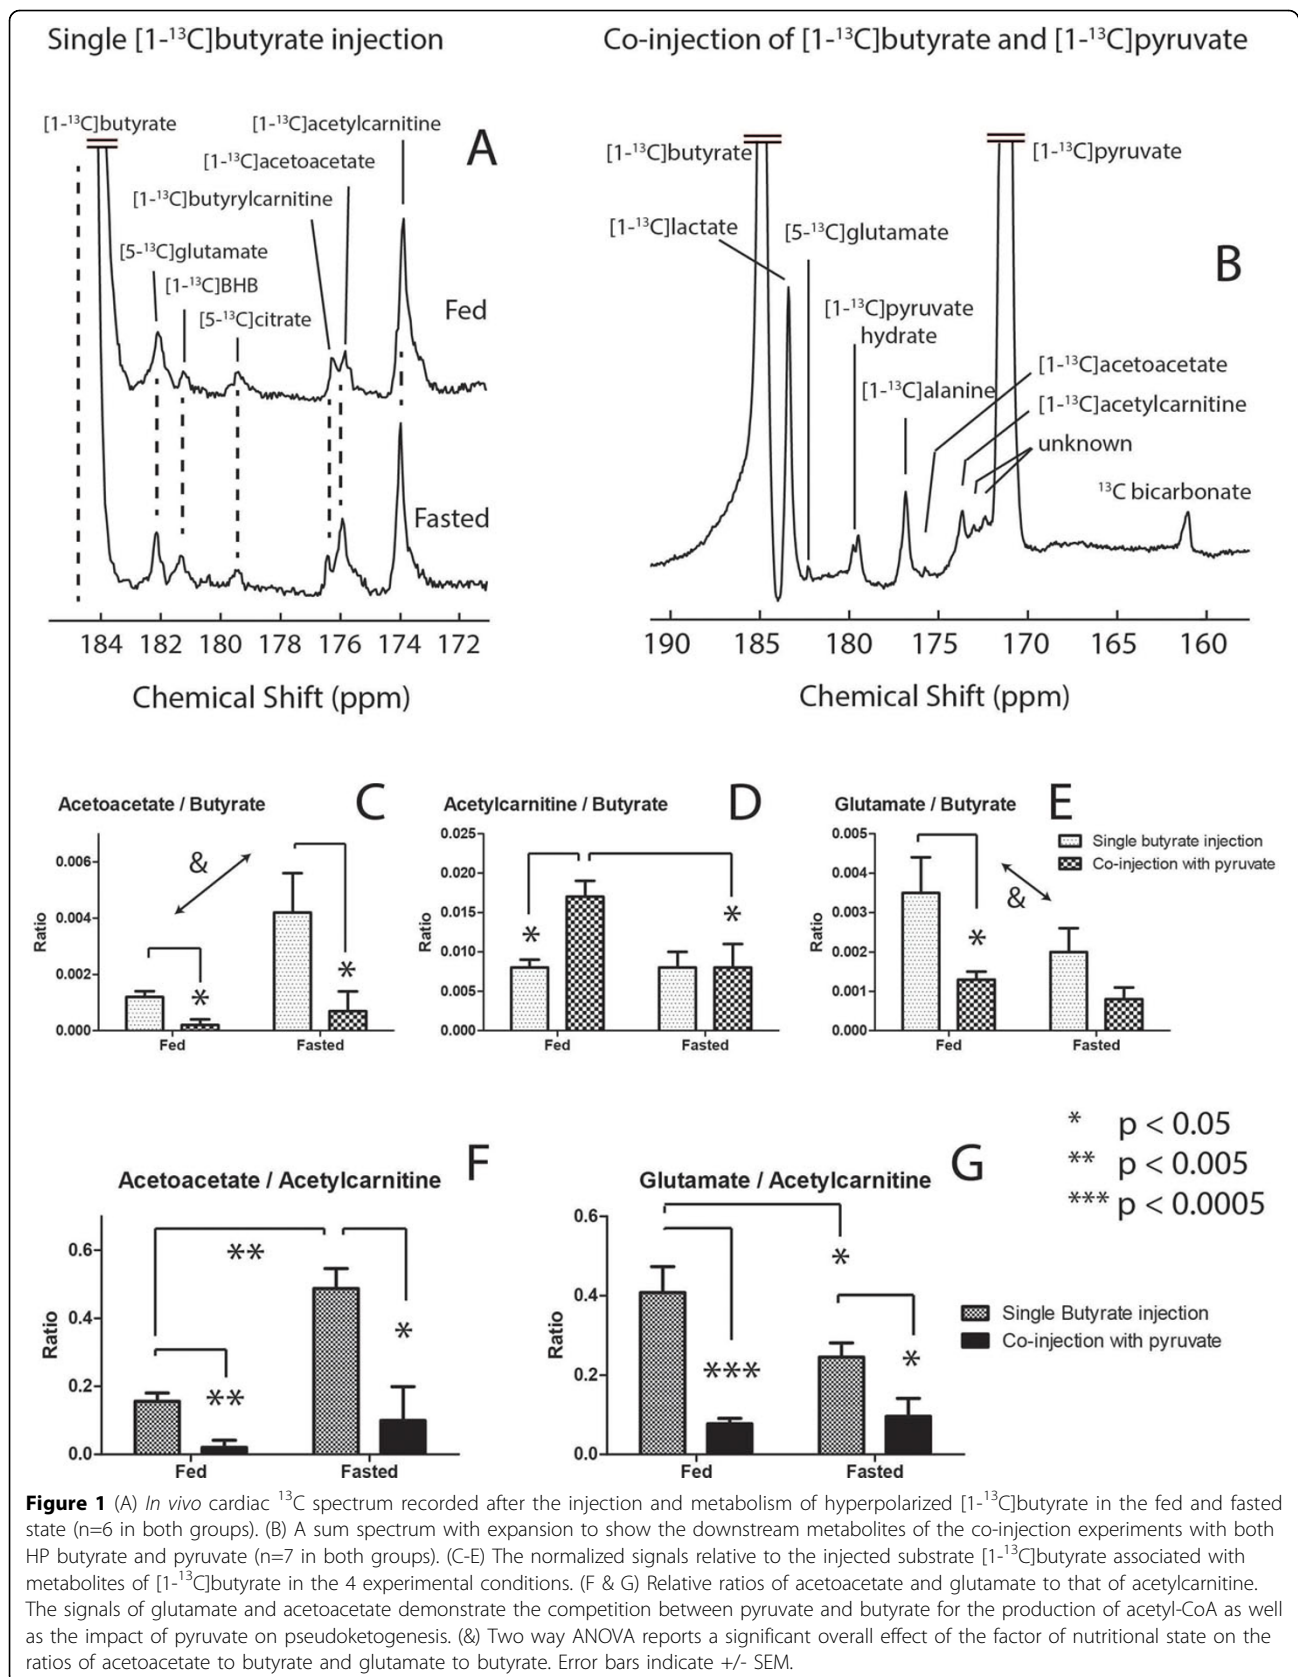 Single [1-¹³C]butyrate injection
Co-injection of [1-¹³C]butyrate and [1-¹³C]pyruvate
[1-¹³C]butyrate
[1-¹³C]acetylcarnitine
A
[1-¹³C]acetoacetate
[1-¹³C]butyrylcarnitine
[5-¹³C]glutamate
[1-¹³C]BHB
[5-¹³C]citrate
Fed
Fasted
184 182 180 178 176 174 172
Chemical Shift (ppm)
[1-¹³C]butyrate
[1-¹³C]pyruvate
[1-¹³C]lactate
[5-¹³C]glutamate
B
[1-¹³C]pyruvate
hydrate
[1-¹³C]alanine
[1-¹³C]acetoacetate
[1-¹³C]acetylcarnitine
unknown
¹³C bicarbonate
190 185 180 175 170 165 160
Chemical Shift (ppm)
Acetoacetate / Butyrate
C
0.006
0.004
0.002
0.000
Ratio
&
*
*
Fed Fasted
Acetylcarnitine / Butyrate
D
0.025
0.020
0.015
0.010
0.005
0.000
Ratio
*
*
Fed Fasted
Glutamate / Butyrate
E
0.005
0.004
0.003
0.002
0.001
0.000
Ratio
&
*
Fed Fasted
Single butyrate injection
Co-injection with pyruvate
* p < 0.05
** p < 0.005
*** p < 0.0005
F
Acetoacetate / Acetylcarnitine
0.6
0.4
0.2
0.0
Ratio
**
**
*
Fed Fasted
G
Glutamate / Acetylcarnitine
0.6
0.4
0.2
0.0
Ratio
*
***
*
Fed Fasted
Single Butyrate injection
Co-injection with pyruvate
Figure 1 (A) In vivo cardiac ¹³C spectrum recorded after the injection and metabolism of hyperpolarized [1-¹³C]butyrate in the fed and fasted
state (n=6 in both groups). (B) A sum spectrum with expansion to show the downstream metabolites of the co-injection experiments with both
HP butyrate and pyruvate (n=7 in both groups). (C-E) The normalized signals relative to the injected substrate [1-¹³C]butyrate associated with
metabolites of [1-¹³C]butyrate in the 4 experimental conditions. (F & G) Relative ratios of acetoacetate and glutamate to that of acetylcarnitine.
The signals of glutamate and acetoacetate demonstrate the competition between pyruvate and butyrate for the production of acetyl-CoA as well
as the impact of pyruvate on pseudoketogenesis. (&) Two way ANOVA reports a significant overall effect of the factor of nutritional state on the
ratios of acetoacetate to butyrate and glutamate to butyrate. Error bars indicate +/- SEM.